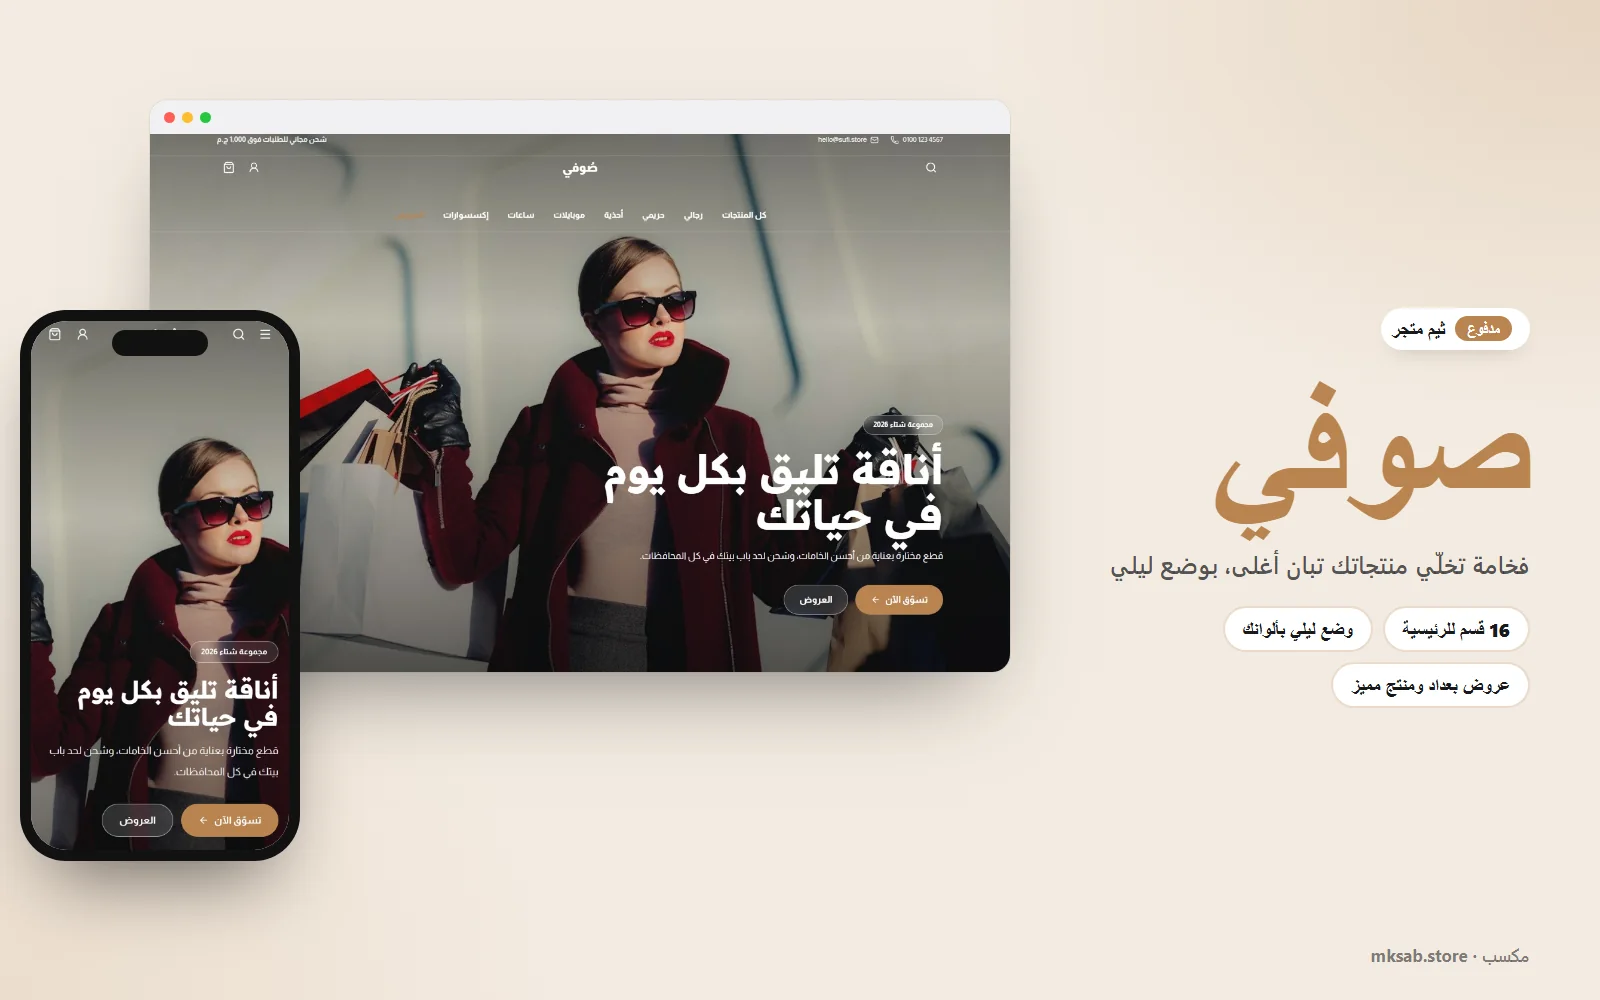 ثيم متجر مدفوع
صوفي
فخامة تخلّي منتجاتك تبان أغلى، بوضع ليلي
16 قسم للرئيسية
وضع ليلي بألوانك
عروض بعداد ومنتج مميز
مكسب · mksab.store
0100 123 4567
hello@sufi.store
شحن مجاني للطلبات فوق 1.000 ج.م
صُوفي
كل المنتجات رجالي حريمي أحذية موبايلات ساعات إكسسوارات
مجموعة شتاء 2026
أناقة تليق بكل يوم
في حياتك
قطع مختارة بعناية من أحسن الخامات، وشحن لحد باب بيتك في كل المحافظات.
تسوّق الآن ←
العروض
مجموعة شتاء 2026
أناقة تليق بكل يوم
في حياتك
قطع مختارة بعناية من أحسن الخامات، وشحن لحد باب
بيتك في كل المحافظات.
تسوّق الآن ←
العروض